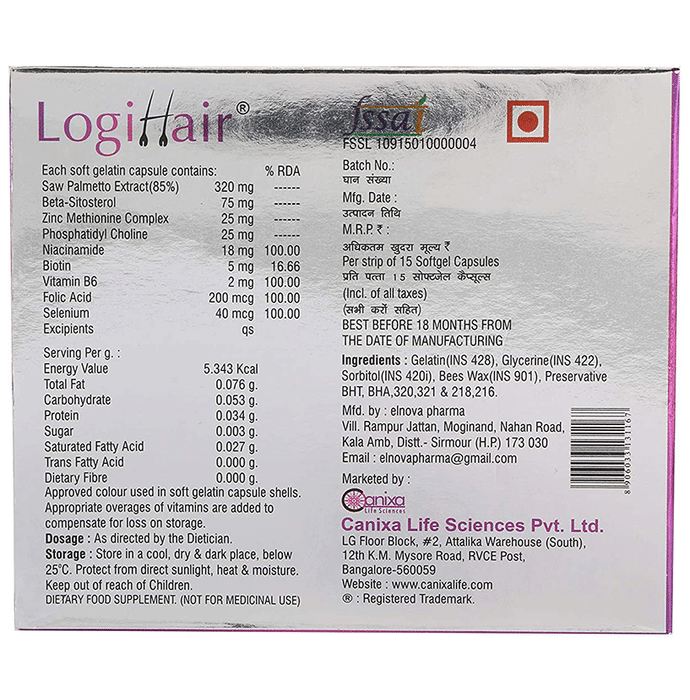 LogiHair®
Each soft gelatin capsule contains: % RDA
Saw Palmetto Extract(85%) 320 mg ------
Beta-Sitosterol 75 mg ------
Zinc Methionine Complex 25 mg ------
Phosphatidyl Choline 25 mg ------
Niacinamide 18 mg 100.00
Biotin 5 mg 16.66
Vitamin B6 2 mg 100.00
Folic Acid 200 mcg 100.00
Selenium 40 mcg 100.00
Excipients qs
Serving Per g. :
Energy Value 5.343 Kcal
Total Fat 0.076 g.
Carbohydrate 0.053 g.
Protein 0.034 g.
Sugar 0.003 g.
Saturated Fatty Acid 0.027 g.
Trans Fatty Acid 0.000 g.
Dietary Fibre 0.000 g.
Approved colour used in soft gelatin capsule shells.
Appropriate overages of vitamins are added to
compensate for loss on storage.
Dosage : As directed by the Dietician.
Storage : Store in a cool, dry & dark place, below
25°C. Protect from direct sunlight, heat & moisture.
Keep out of reach of Children.
DIETARY FOOD SUPPLEMENT. (NOT FOR MEDICINAL USE)
fssai
FSSL 10915010000004
Batch No.:
घान संख्या
Mfg. Date :
उत्पादन तिथि
M.R.P. ₹ :
अधिकतम खुदरा मूल्य ₹
Per strip of 15 Softgel Capsules
प्रति पत्ता 15 सोफ्टजेल कैप्सूल्स
(Incl. of all taxes)
(सभी करों सहित)
BEST BEFORE 18 MONTHS FROM
THE DATE OF MANUFACTURING
Ingredients : Gelatin(INS 428), Glycerine(INS 422),
Sorbitol(INS 420i), Bees Wax(INS 901), Preservative
BHT, BHA,320,321 & 218,216.
Mfd. by : elnova pharma
Vill. Rampur Jattan, Moginand, Nahan Road,
Kala Amb, Distt.- Sirmour (H.P.) 173 030
Email : elnovapharma@gmail.com
Marketed by :
Canixa
Life Sciences
Canixa Life Sciences Pvt. Ltd.
LG Floor Block, #2, Attalika Warehouse (South),
12th K.M. Mysore Road, RVCE Post,
Bangalore-560059
Website : www.canixalife.com
® : Registered Trademark.
8906033131167